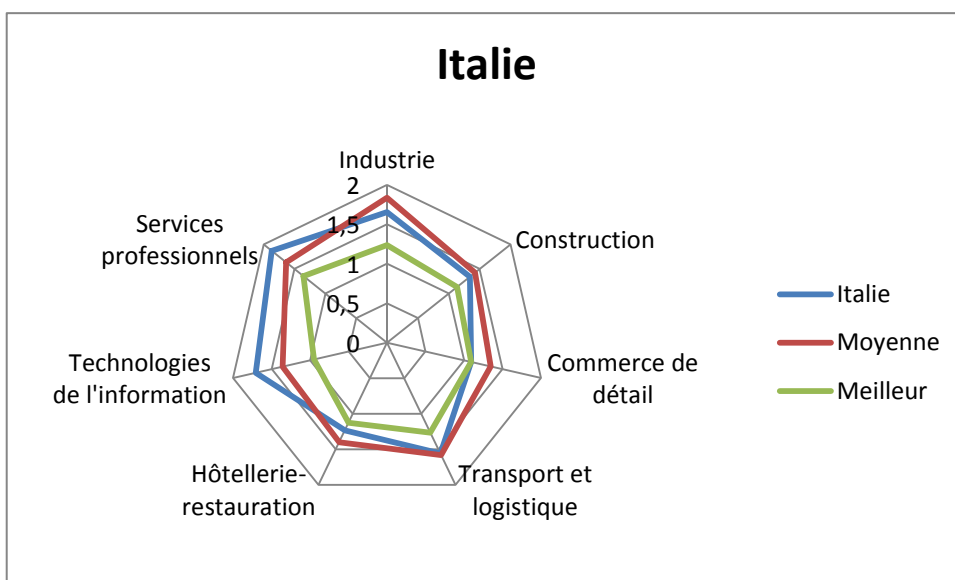 Italie
Industrie
2
Services
professionnels
1,5
Construction
1
Italie
0,5
Moyenne
0
Technologies
de l'information
Commerce de
détail
Meilleur
Hôtellerie-
restauration
Transport et
logistique